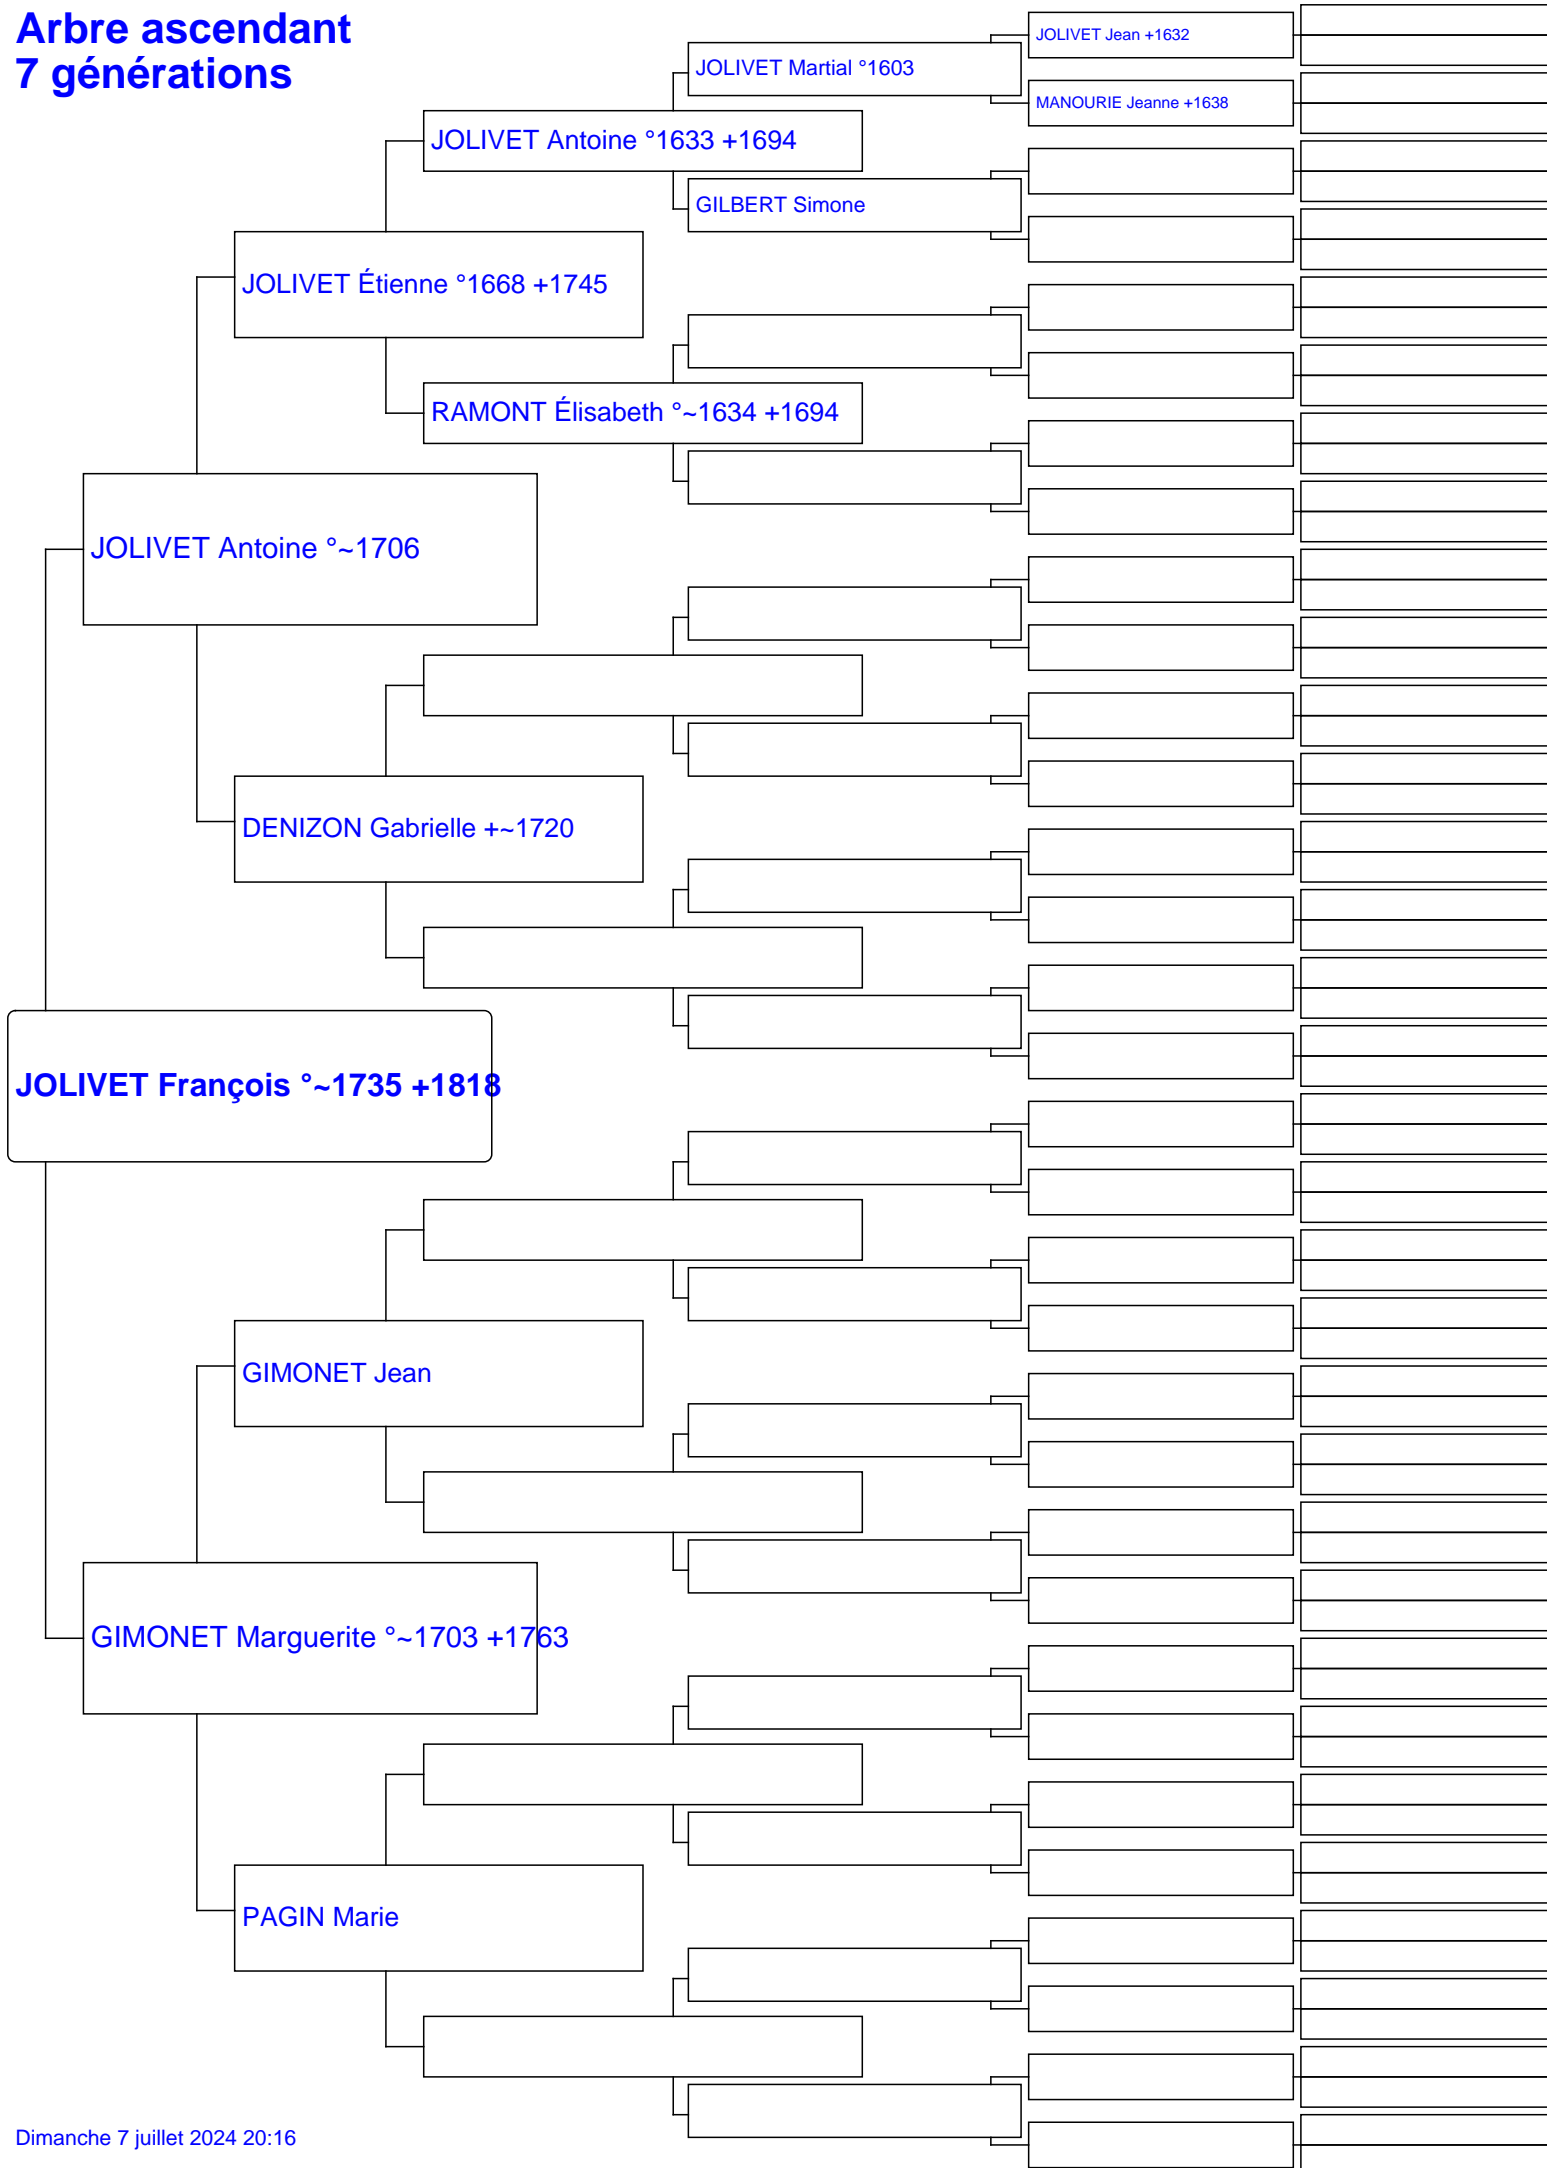 Arbre ascendant
7 générations
JOLIVET Jean +1632
JOLIVET Martial °1603
MANOURIE Jeanne +1638
JOLIVET Antoine °1633 +1694
GILBERT Simone
JOLIVET Étienne °1668 +1745
RAMONT Élisabeth °~1634 +1694
JOLIVET Antoine °~1706
DENIZON Gabrielle +~1720
JOLIVET François °~1735 +1818
GIMONET Jean
GIMONET Marguerite °~1703 +1763
PAGIN Marie
Dimanche 7 juillet 2024 20:16